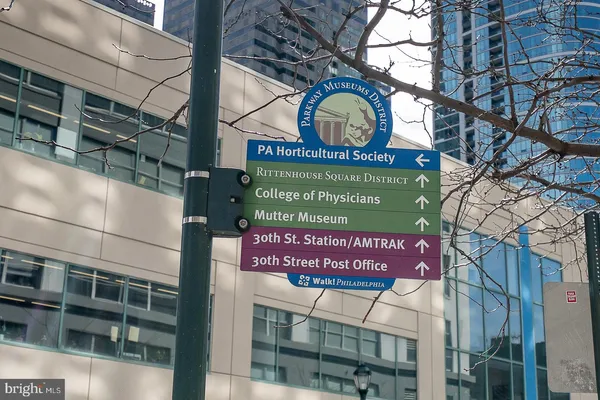 PARKWAY MUSEUMS DISTRICT
PA Horticultural Society ←
RITTENHOUSE SQUARE DISTRICT ↑
College of Physicians ↑
Mutter Museum ↑
30th St. Station/AMTRAK ↑
30th Street Post Office ↑
Walk! PHILADELPHIA
bright MLS